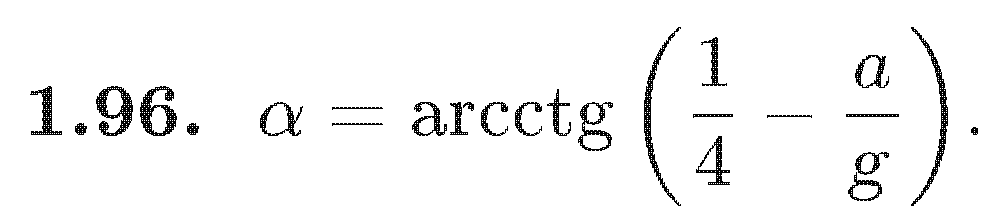 1.96. α = arcctg (1/4 − a/g).